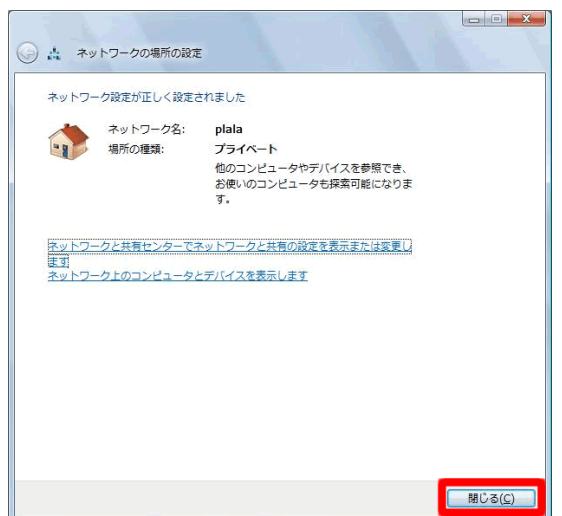 ネットワークの場所の設定
ネットワーク設定が正しく設定されました
ネットワーク名: plala
場所の種類: プライベート
他のコンピュータやデバイスを参照でき、
お使いのコンピュータも探索可能になりま
す。
ネットワークと共有センターでネットワークと共有の設定を表示または変更し
ます
ネットワーク上のコンピュータとデバイスを表示します
閉じる(C)